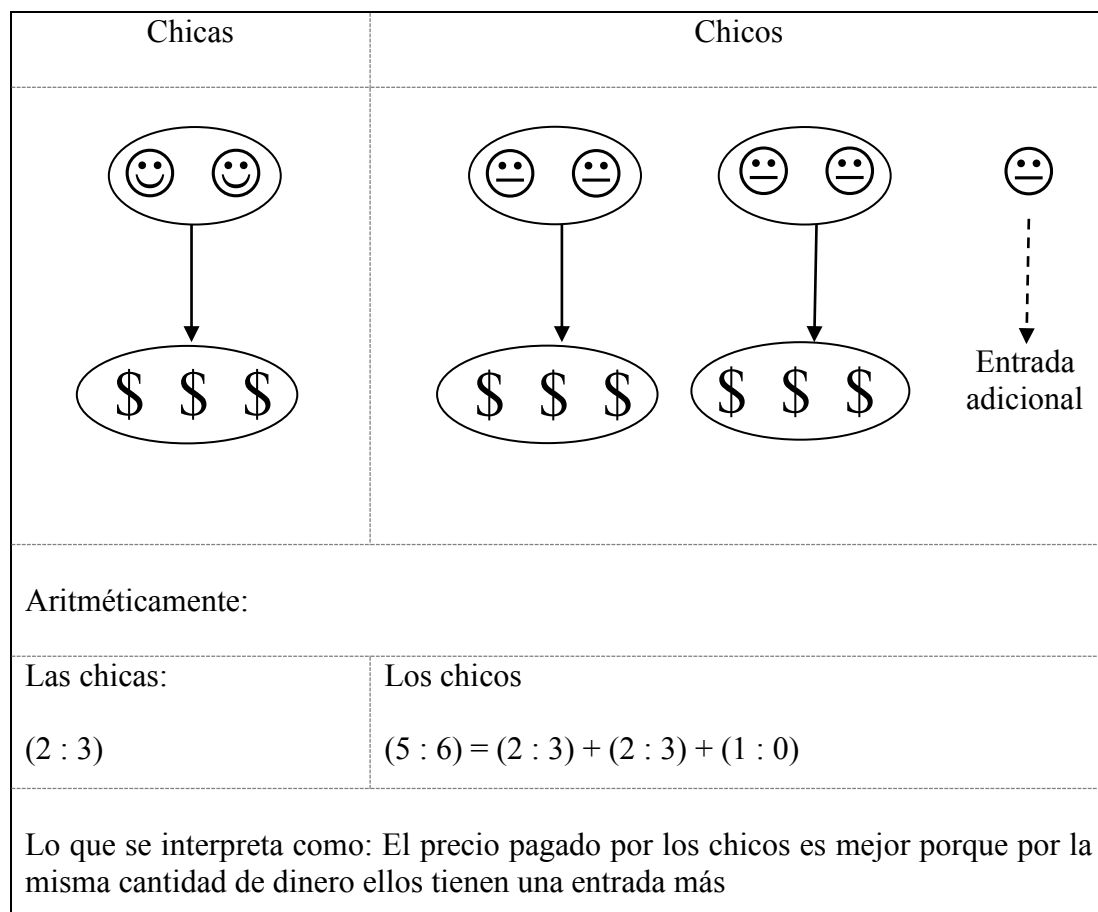 Chicas
Chicos
$ $ $
$ $ $
$ $ $
Entrada
adicional
Aritméticamente:
Las chicas:
Los chicos
(2 : 3)
(5 : 6) = (2 : 3) + (2 : 3) + (1 : 0)
Lo que se interpreta como: El precio pagado por los chicos es mejor porque por la
misma cantidad de dinero ellos tienen una entrada más